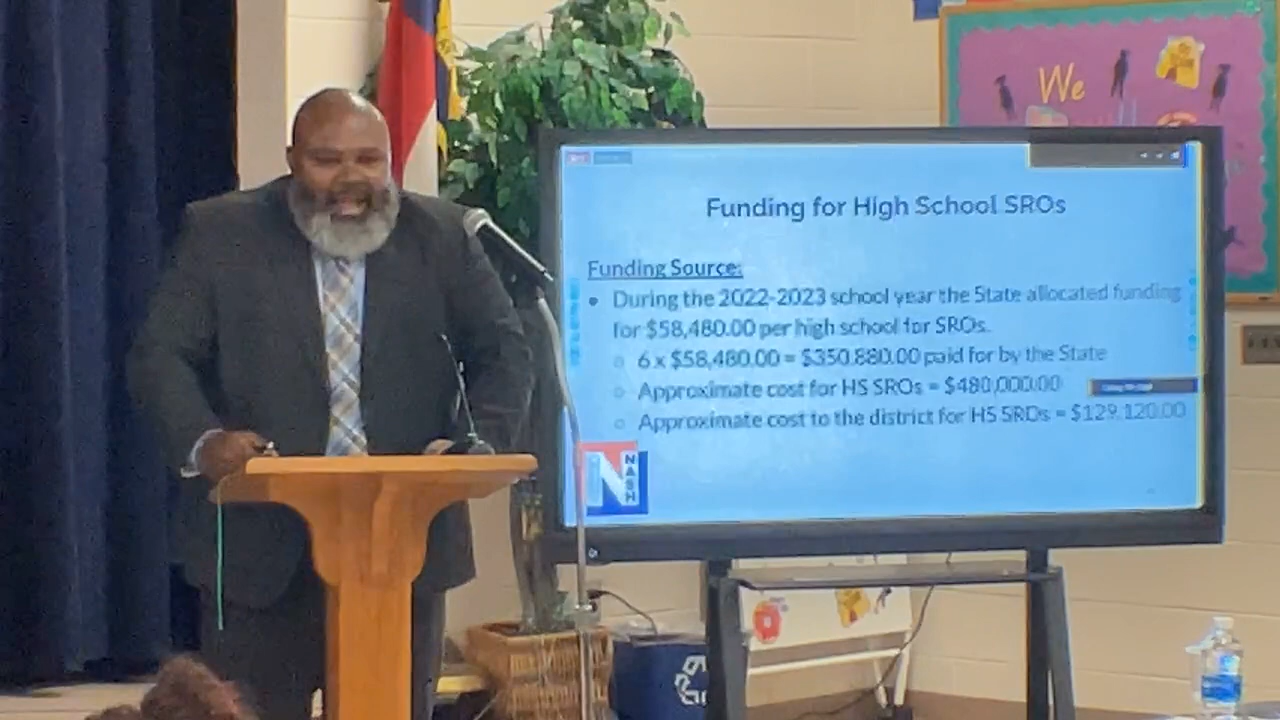 We
Funding for High School SROs
Funding Source:
During the 2022-2023 school year the State allocated funding
for $58,480.00 per high school for SROs.
6 x $58,480.00 = $350,880.00 paid for by the State
Approximate cost for HS SROs = $480,000.00
Approximate cost to the district for HS SROs = $129,120.00
N
NASH